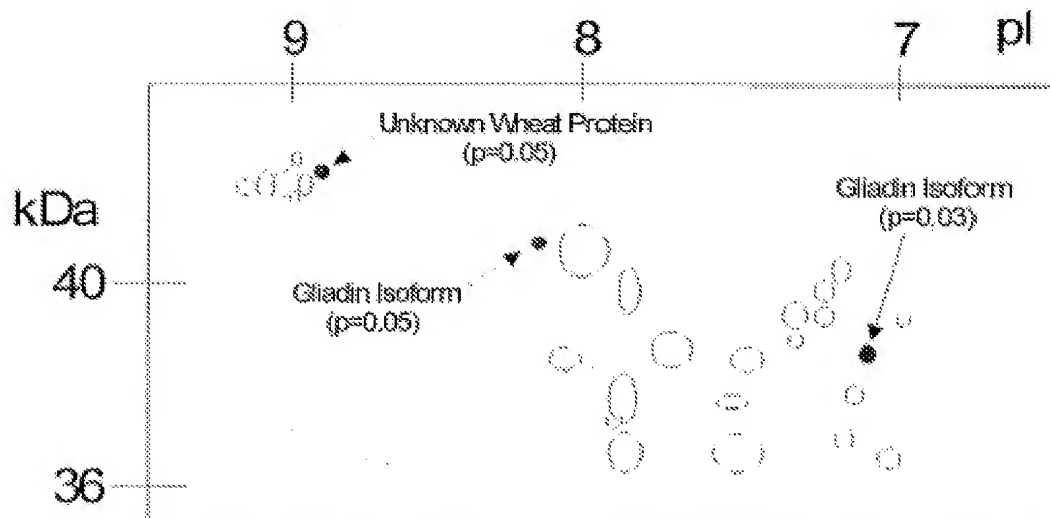 9 8 7 pI
Unknown Wheat Protein
(p=0.05)
Gliadin Isoform
(p=0.03)
kDa
40
Gliadin Isoform
(p=0.05)
36